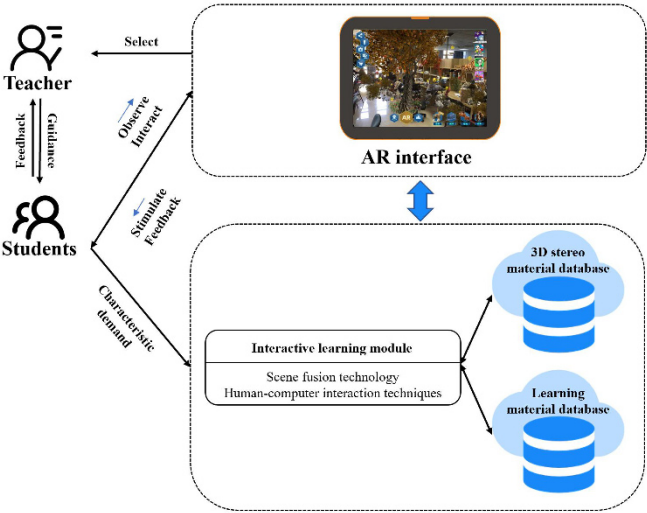 Select
Teacher
AR interface
Observe
Interact
Feedback
Guidance
Stimulate
Feedback
Students
Characteristic
demand
3D stereo
material database
Interactive learning module
Scene fusion technology
Human-computer interaction techniques
Learning
material database